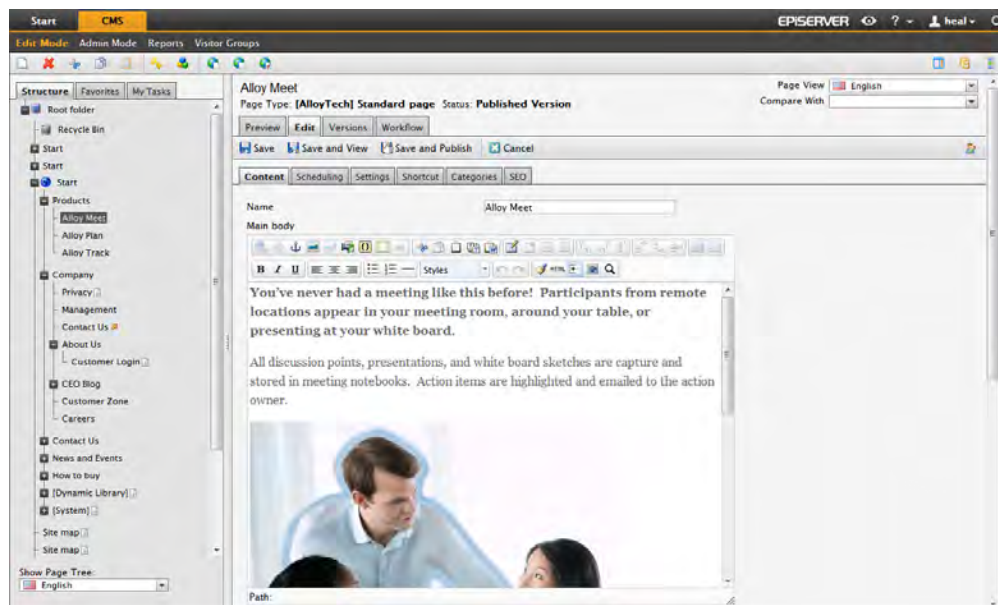 Start CMS EPiSERVER ? heal
Edit Mode Admin Mode Reports Visitor Groups
Structure Favorites My Tasks
Root folder
Recycle Bin
Start
Start
Start
Products
Alloy Meet
Alloy Plan
Alloy Track
Company
Privacy
Management
Contact Us
About Us
Customer Login
CEO Blog
Customer Zone
Careers
Contact Us
News and Events
How to buy
[Dynamic Library]
[System]
Site map
Site map
Show Page Tree:
English
Alloy Meet
Page Type: [AlloyTech] Standard page Status: Published Version
Page View English
Compare With
Preview Edit Versions Workflow
Save Save and View Save and Publish Cancel
Content Scheduling Settings Shortcut Categories SEO
Name Alloy Meet
Main body
B I U Styles HTML
You've never had a meeting like this before! Participants from remote
locations appear in your meeting room, around your table, or
presenting at your white board.
All discussion points, presentations, and white board sketches are capture and
stored in meeting notebooks. Action items are highlighted and emailed to the action
owner.
Path: